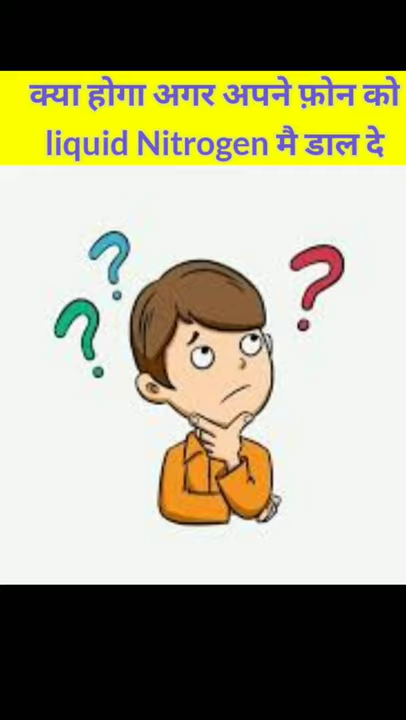 क्या होगा अगर अपने फ़ोन को
liquid Nitrogen मै डाल दे